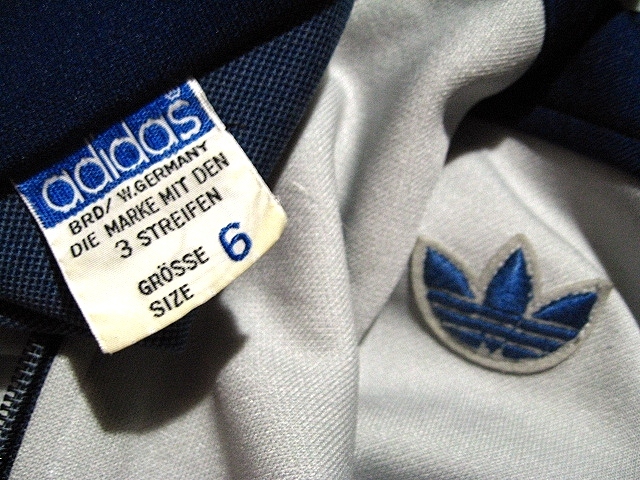 adidas
BRD/ W.GERMANY
DIE MARKE MIT DEN
3 STREIFEN
GRÖSSE 6
SIZE